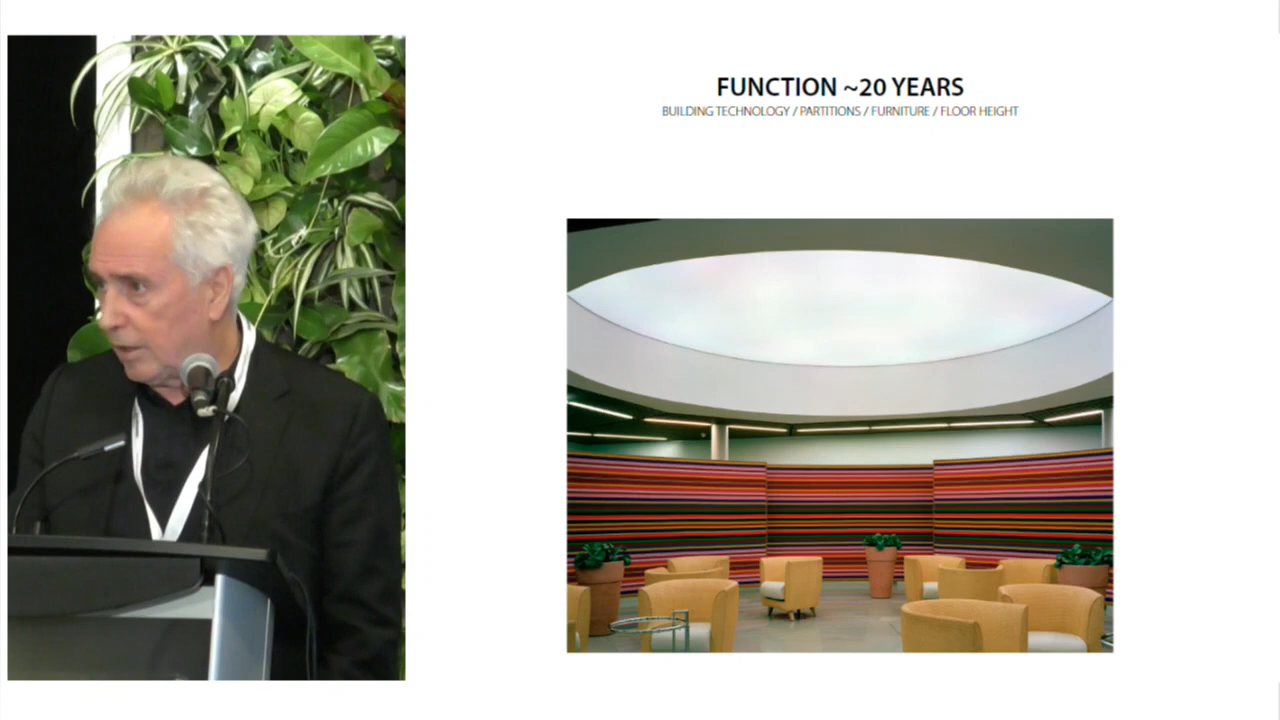 FUNCTION ~20 YEARS
BUILDING TECHNOLOGY / PARTITIONS / FURNITURE / FLOOR HEIGHT